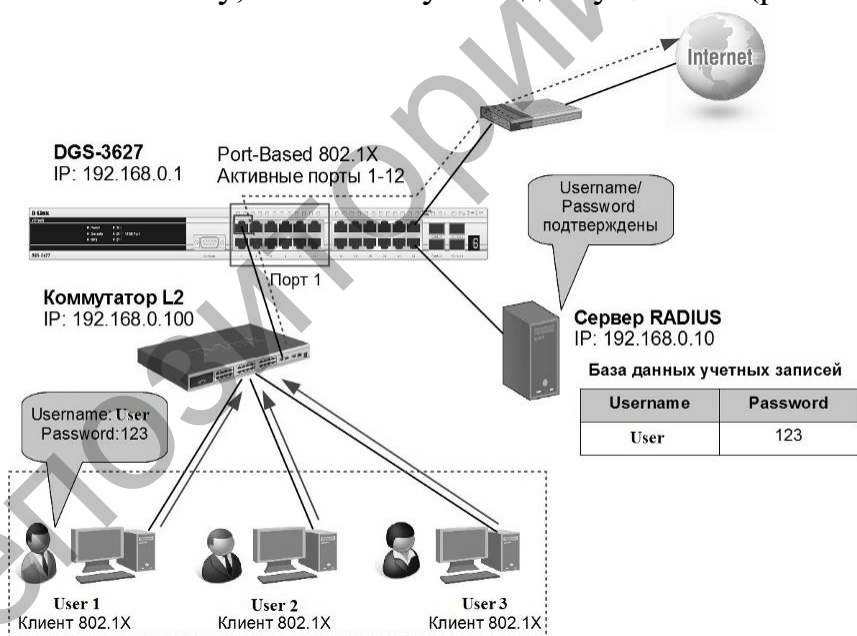 Internet
DGS-3627
IP: 192.168.0.1
Port-Based 802.1X
Активные порты 1-12
Username/
Password
подтверждены
D-Link
DGS-3627
Порт 1
Коммутатор L2
IP: 192.168.0.100
Сервер RADIUS
IP: 192.168.0.10
База данных учетных записей
Username Password
User 123
Username: User
Password:123
User 1
Клиент 802.1X
User 2
Клиент 802.1X
User 3
Клиент 802.1X